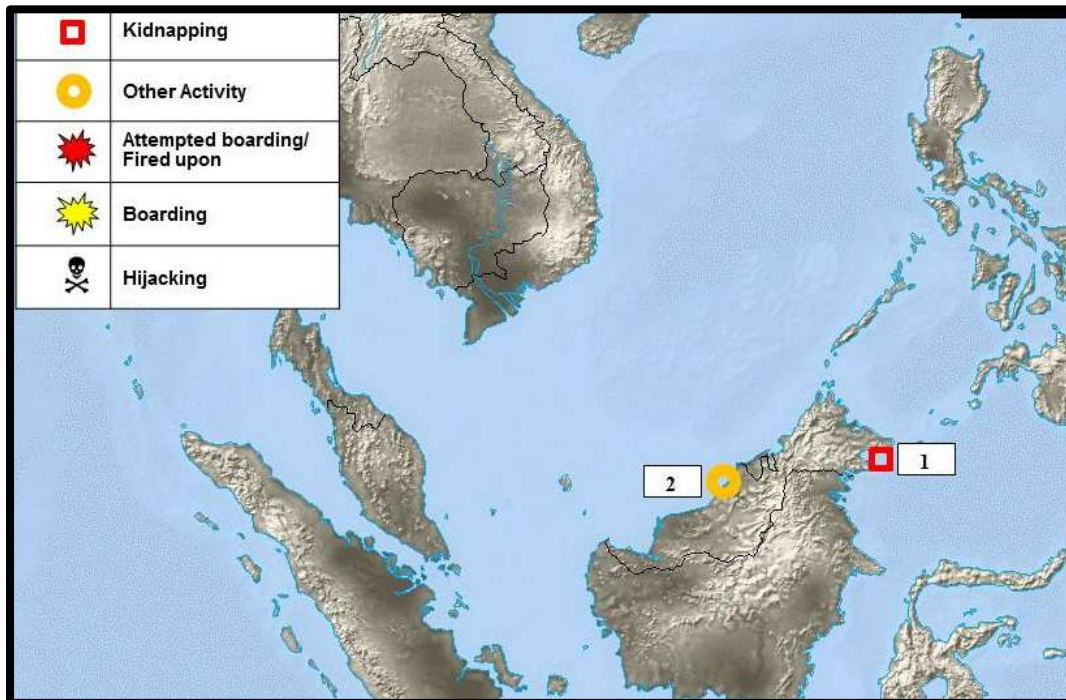 Kidnapping
Other Activity
Attempted boarding/
Fired upon
Boarding
Hijacking
1
2